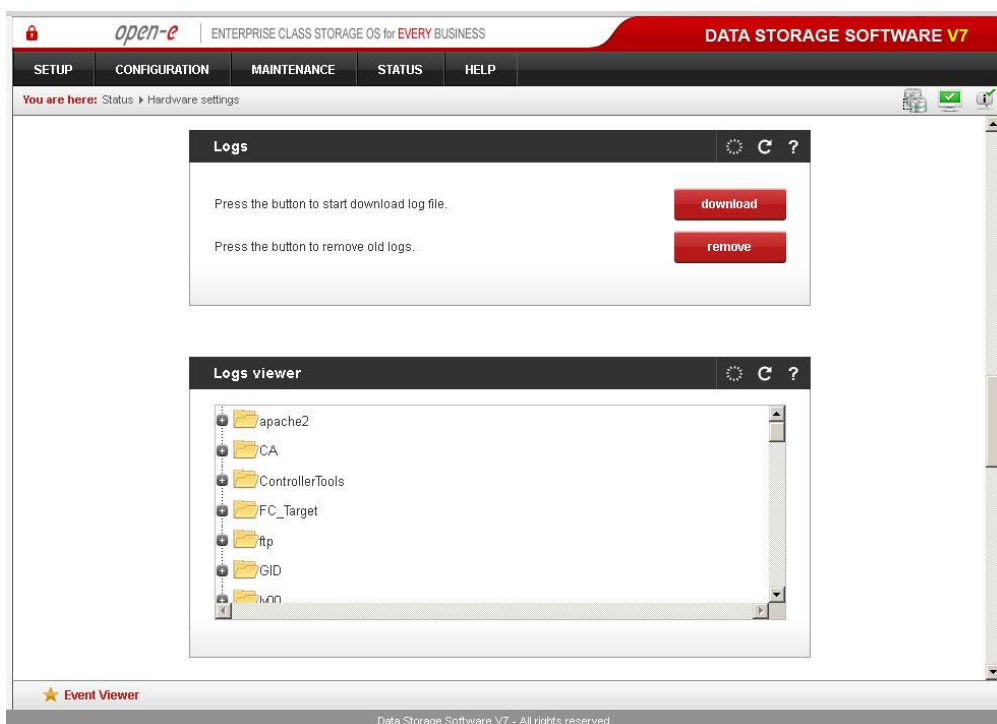 open-e ENTERPRISE CLASS STORAGE OS for EVERY BUSINESS DATA STORAGE SOFTWARE V7
SETUP CONFIGURATION MAINTENANCE STATUS HELP
You are here: Status Hardware settings
Logs
Press the button to start download log file. download
Press the button to remove old logs. remove
Logs viewer
apache2
CA
ControllerTools
FC_Target
ftp
GID
Event Viewer
Data Storage Software V7 - All rights reserved